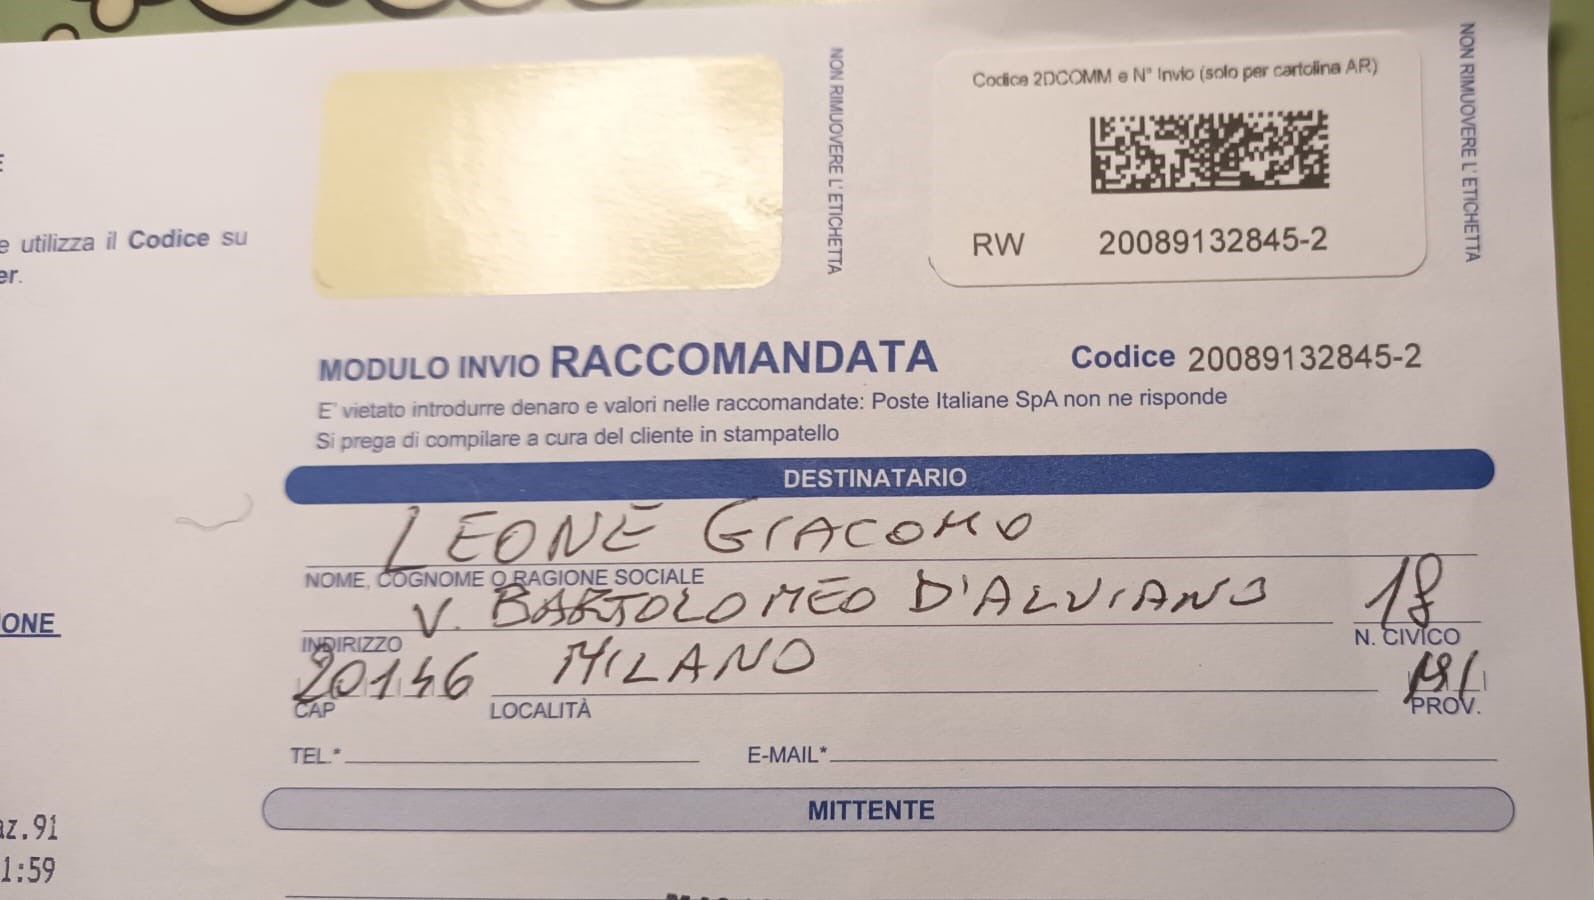 NON RIMUOVERE L'ETICHETTA
Codice 2DCOMM e N° Invio (solo per cartolina AR)
RW 20089132845-2
NON RIMUOVERE L'ETICHETTA
e utilizza il Codice su
er.
MODULO INVIO RACCOMANDATA Codice 20089132845-2
E' vietato introdurre denaro e valori nelle raccomandate: Poste Italiane SpA non ne risponde
Si prega di compilare a cura del cliente in stampatello
DESTINATARIO
LEONE GIACOMO
NOME, COGNOME O RAGIONE SOCIALE
V. BARTOLOMEO D'ALVIANO 18
INDIRIZZO N. CIVICO
20146 MILANO MI
CAP LOCALITÀ PROV.
TEL.* E-MAIL*
MITTENTE
ONE
az.91
1:59